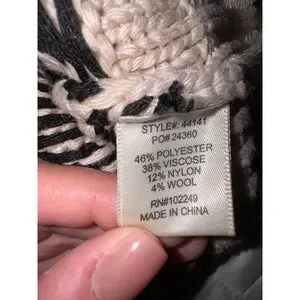 STYLE#: 44141
PO# 24360
46% POLYESTER
38% VISCOSE
12% NYLON
4% WOOL
RN#102249
MADE IN CHINA